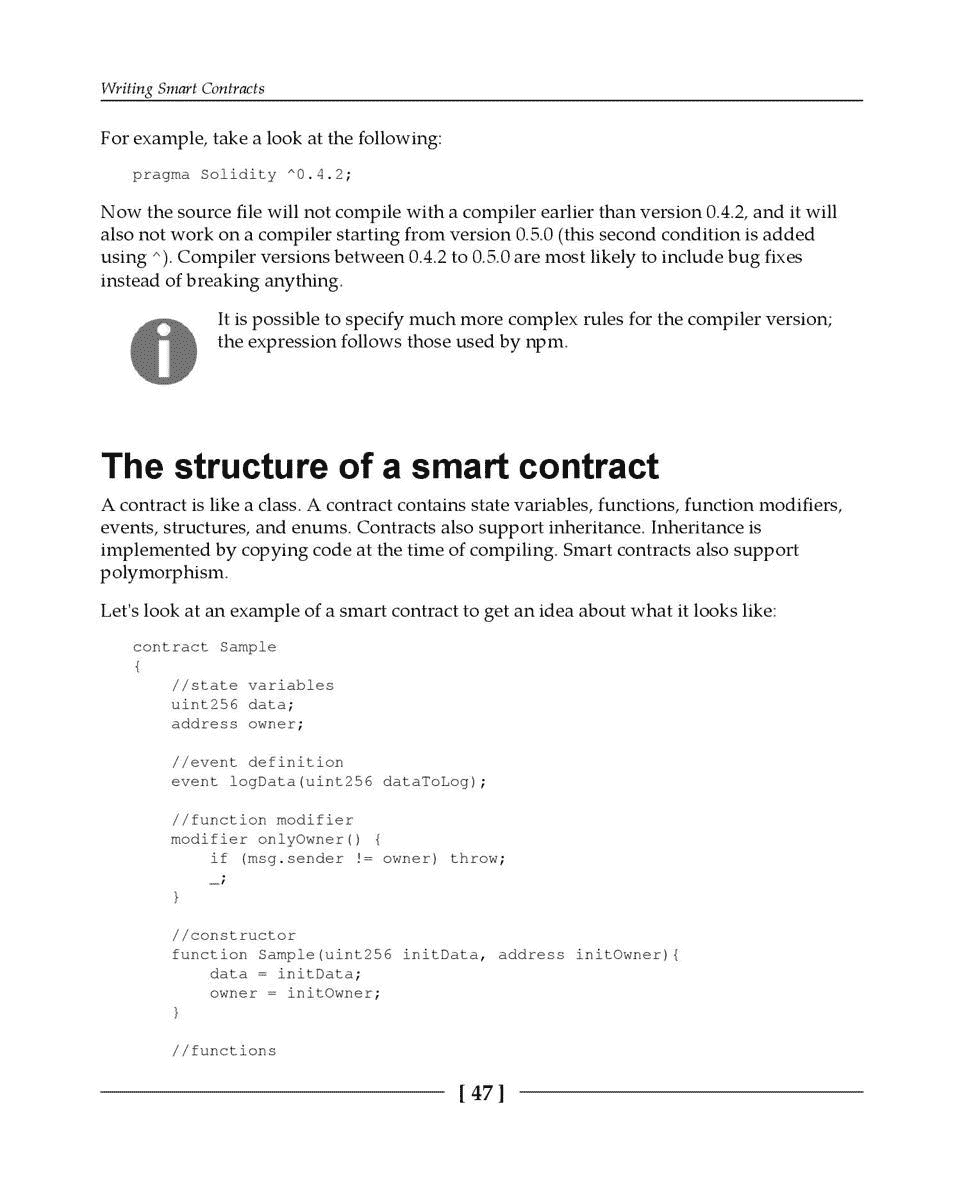 Writing Smart Contracts
For example, take a look at the following:
pragma Solidity ^0.4.2;
Now the source file will not compile with a compiler earlier than version 0.4.2, and it will
also not work on a compiler starting from version 0.5.0 (this second condition is added
using ^). Compiler versions between 0.4.2 to 0.5.0 are most likely to include bug fixes
instead of breaking anything.
It is possible to specify much more complex rules for the compiler version;
the expression follows those used by npm.
The structure of a smart contract
A contract is like a class. A contract contains state variables, functions, function modifiers,
events, structures, and enums. Contracts also support inheritance. Inheritance is
implemented by copying code at the time of compiling. Smart contracts also support
polymorphism.
Let's look at an example of a smart contract to get an idea about what it looks like:
contract Sample
{
//state variables
uint256 data;
address owner;
//event definition
event logData(uint256 dataToLog);
//function modifier
modifier onlyOwner() {
if (msg.sender != owner) throw;
_;
}
//constructor
function Sample(uint256 initData, address initOwner){
data = initData;
owner = initOwner;
}
//functions
[ 47 ]